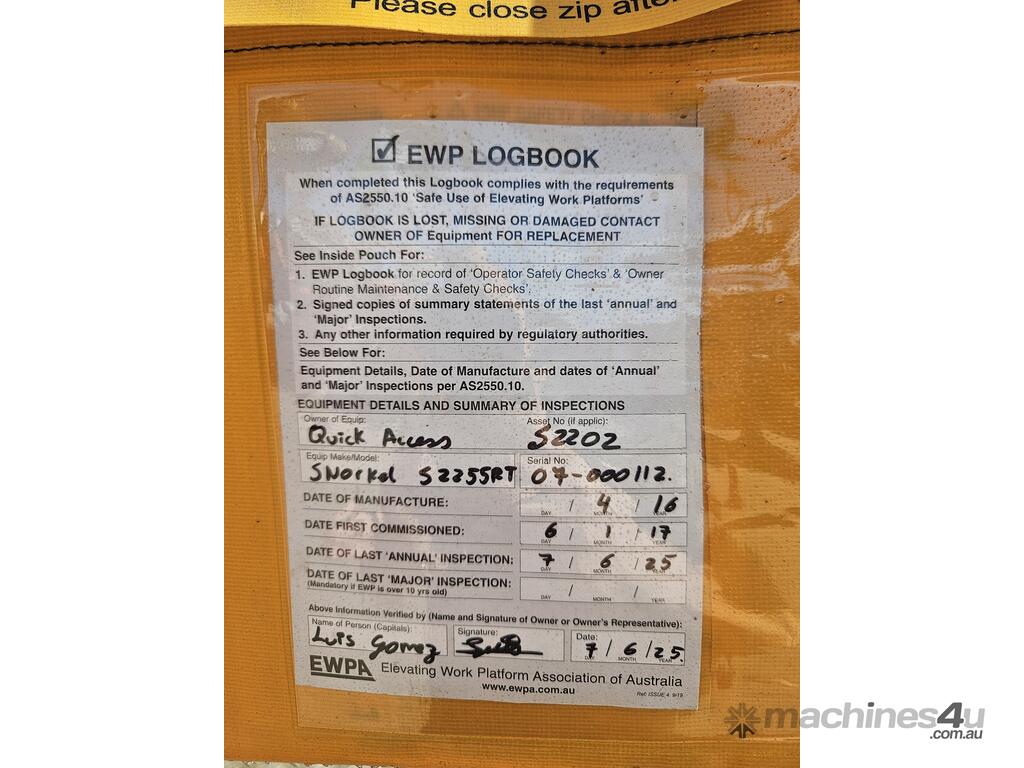 Please close zip after
EWP LOGBOOK
When completed this Logbook complies with the requirements
of AS2550.10 'Safe Use of Elevating Work Platforms'
IF LOGBOOK IS LOST, MISSING OR DAMAGED CONTACT
OWNER OF Equipment FOR REPLACEMENT
See Inside Pouch For:
1. EWP Logbook for record of 'Operator Safety Checks' & 'Owner
Routine Maintenance & Safety Checks'.
2. Signed copies of summary statements of the last 'annual' and
'Major' Inspections.
3. Any other information required by regulatory authorities.
See Below For:
Equipment Details, Date of Manufacture and dates of 'Annual'
and 'Major' Inspections per AS2550.10.
EQUIPMENT DETAILS AND SUMMARY OF INSPECTIONS
Owner of Equip: Asset No (if applic):
Quick Access S2202
Equip Make/Model: Serial No:
Snorkel S2255RT 07-000112.
DATE OF MANUFACTURE: / 4 / 16
DAY MONTH YEAR
DATE FIRST COMMISSIONED: 6 / 1 / 17
DAY MONTH YEAR
DATE OF LAST 'ANNUAL' INSPECTION: 7 / 6 / 25
DAY MONTH YEAR
DATE OF LAST 'MAJOR' INSPECTION: / /
(Mandatory if EWP is over 10 yrs old) DAY MONTH YEAR
Above Information Verified by (Name and Signature of Owner or Owner's Representative):
Name of Person (Capitals): Signature: Date:
Luis Gomez 7 / 6 / 25
DAY MONTH YEAR
EWPA Elevating Work Platform Association of Australia
www.ewpa.com.au
Ref: ISSUE 4 9/15
machines4u
.com.au